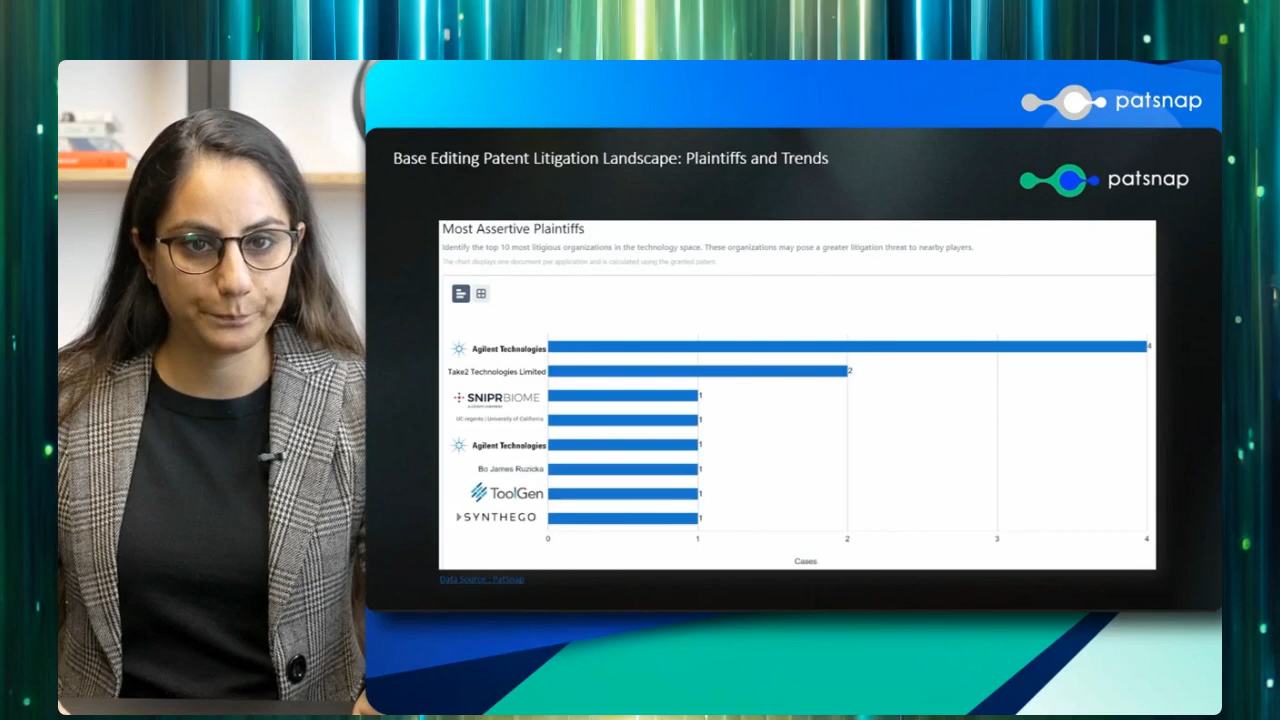 patsnap
Base Editing Patent Litigation Landscape: Plaintiffs and Trends
patsnap
Most Assertive Plaintiffs
Identify the top 10 most litigious organizations in the technology space. These organizations may pose a greater litigation threat to nearby players.
The chart displays one document per application and is calculated using the granted patent.
Agilent Technologies 4
Take2 Technologies Limited 2
SNIPRBIOME 1
UC regents | University of California 1
Agilent Technologies 1
Bo James Ruzicka 1
ToolGen 1
SYNTHEGO 1
0 1 2 3 4
Cases
Data Source : PatSnap